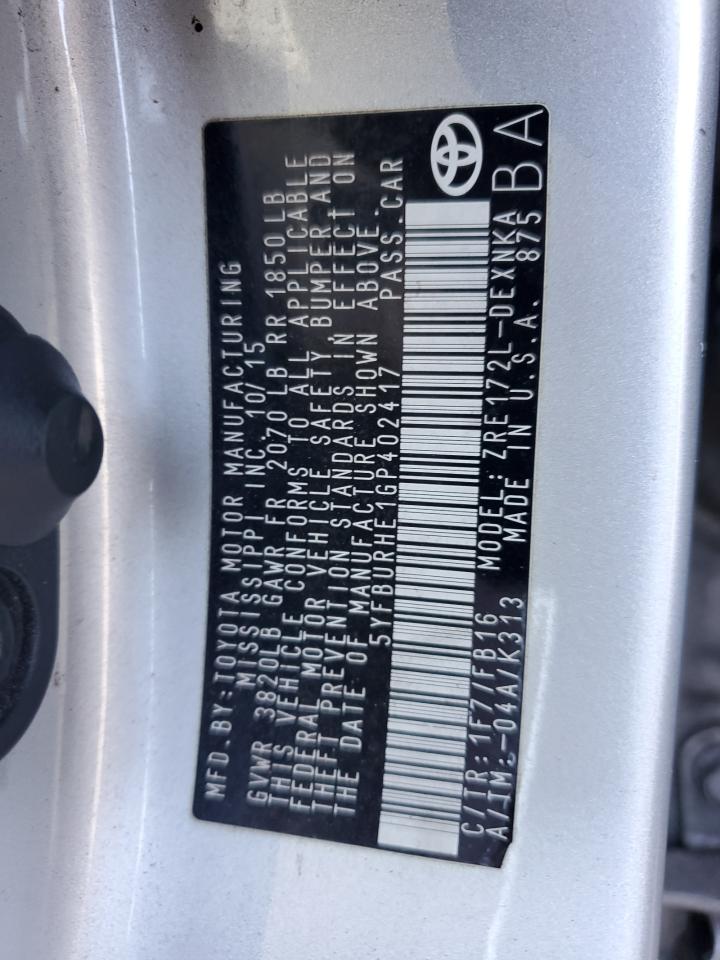 MFD.BY:TOYOTA MOTOR MANUFACTURING
MISSISSIPPI INC. 10/15
GVWR 3820LB GAWR FR 2070LB RR 1850LB
THIS VEHICLE CONFORMS TO ALL APPLICABLE
FEDERAL MOTOR VEHICLE SAFETY, BUMPER AND
THEFT PREVENTION STANDARDS IN EFFECT ON
THE DATE OF MANUFACTURE SHOWN ABOVE.
5YFBURHE1GP402417 PASS.CAR
C/TR: 1F7/FB16 MODEL: ZRE172L-DEXNKA
A/TM: -04A/K313 MADE IN U.S.A. 875 BA